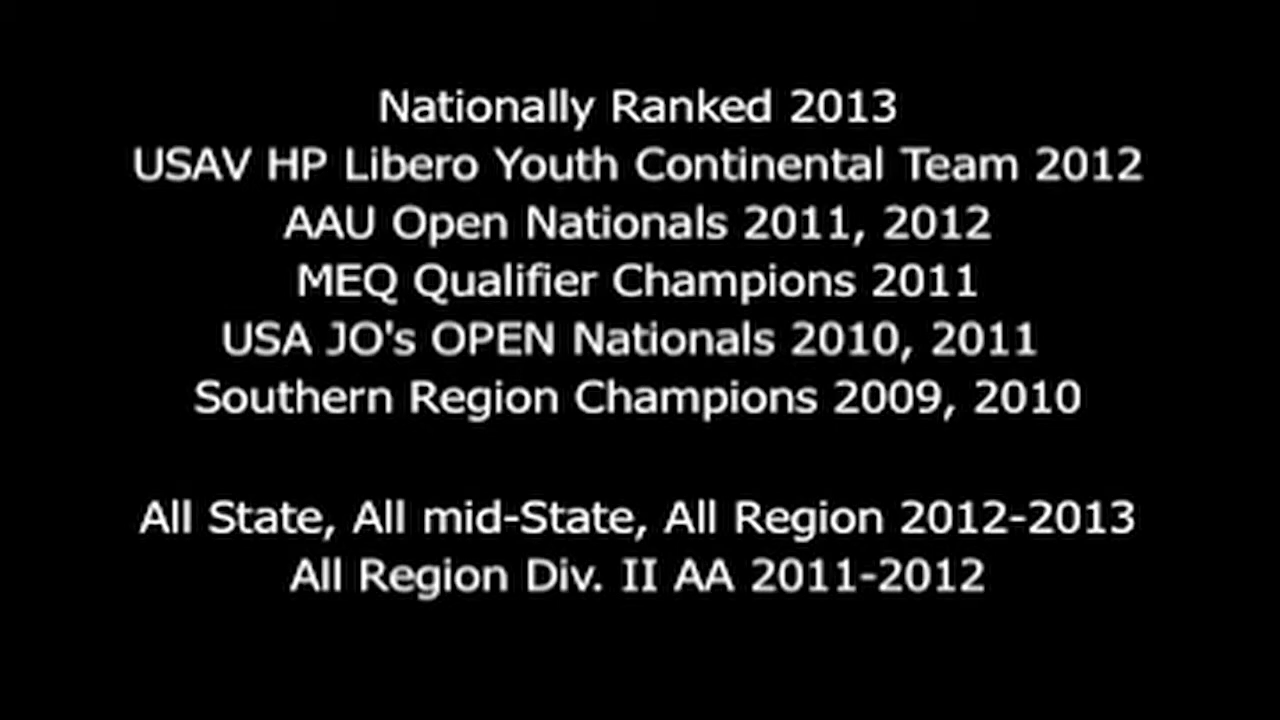 Nationally Ranked 2013
USAV HP Libero Youth Continental Team 2012
AAU Open Nationals 2011, 2012
MEQ Qualifier Champions 2011
USA JO's OPEN Nationals 2010, 2011
Southern Region Champions 2009, 2010
All State, All mid-State, All Region 2012-2013
All Region Div. II AA 2011-2012